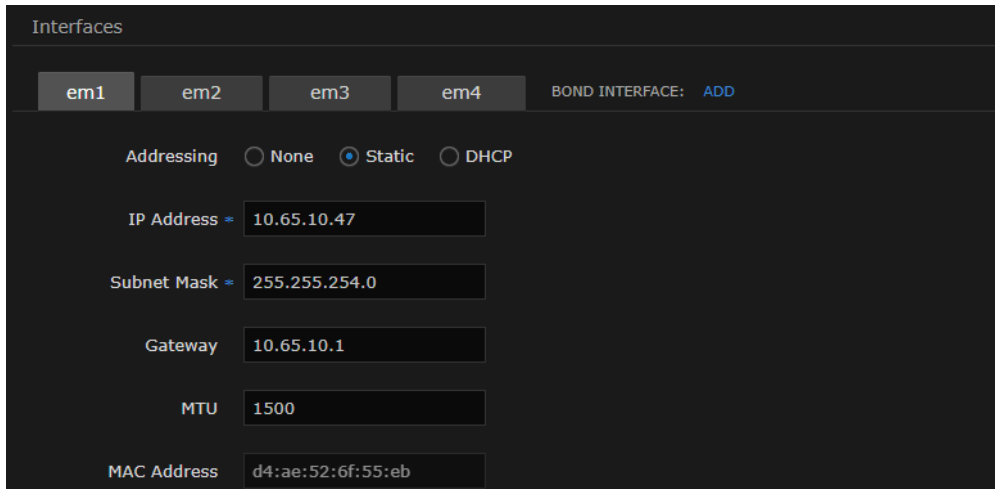 Interfaces
em1 em2 em3 em4 BOND INTERFACE: ADD
Addressing None Static DHCP
IP Address * 10.65.10.47
Subnet Mask * 255.255.254.0
Gateway 10.65.10.1
MTU 1500
MAC Address d4:ae:52:6f:55:eb